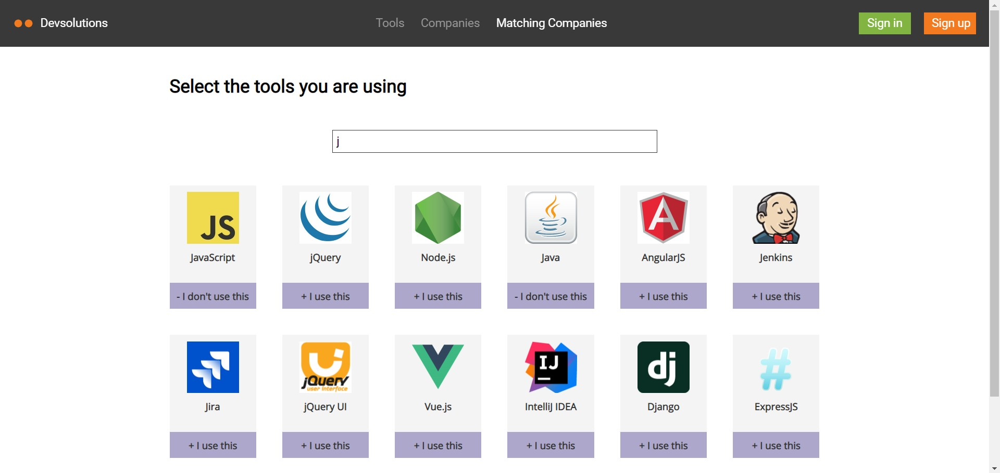 Devsolutions Tools Companies Matching Companies Sign in Sign up
Select the tools you are using
j
JS
JavaScript jQuery Node.js Java AngularJS Jenkins
- I don't use this + I use this + I use this - I don't use this + I use this + I use this
jQuery
user interface
IJ
dj
#
Jira jQuery UI Vue.js IntelliJ IDEA Django ExpressJS
+ I use this + I use this + I use this + I use this + I use this + I use this